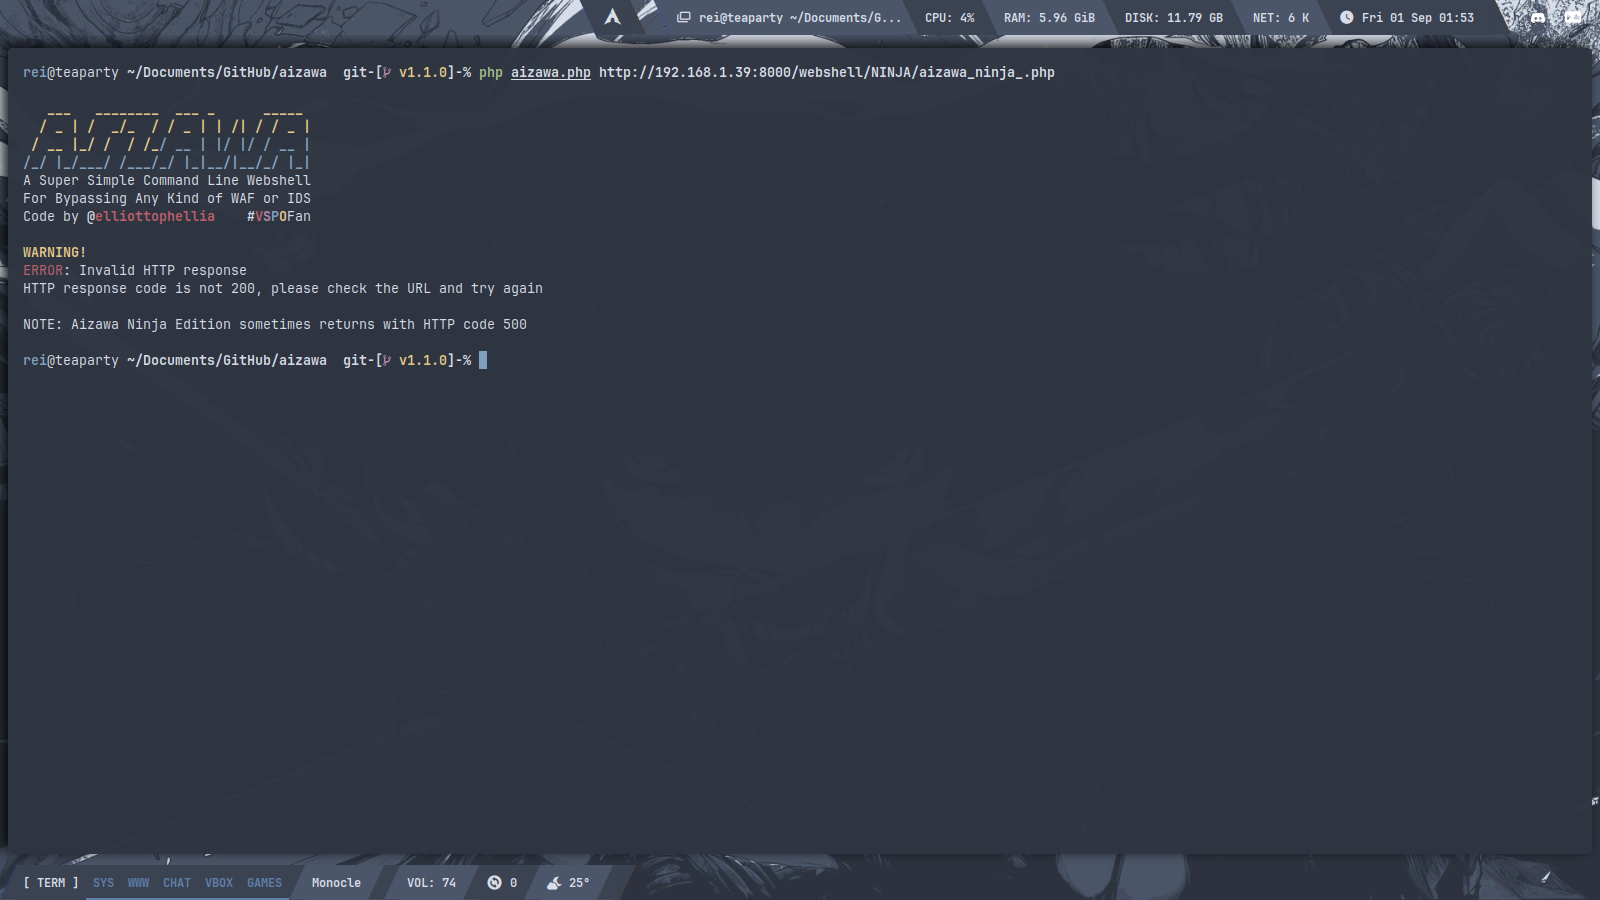 rei@teaparty ~/Documents/G...
CPU: 4%
RAM: 5.96 GiB
DISK: 11.79 GB
NET: 6 K
Fri 01 Sep 01:53
rei@teaparty ~/Documents/GitHub/aizawa  git-[ v1.1.0]-% php aizawa.php http://192.168.1.39:8000/webshell/NINJA/aizawa_ninja_.php
AIZAWA
A Super Simple Command Line Webshell
For Bypassing Any Kind of WAF or IDS
Code by @elliottophellia    #VSPOFan
WARNING!
ERROR: Invalid HTTP response
HTTP response code is not 200, please check the URL and try again
NOTE: Aizawa Ninja Edition sometimes returns with HTTP code 500
rei@teaparty ~/Documents/GitHub/aizawa  git-[ v1.1.0]-%
[ TERM ] SYS WWW CHAT VBOX GAMES
Monocle
VOL: 74
0
25°